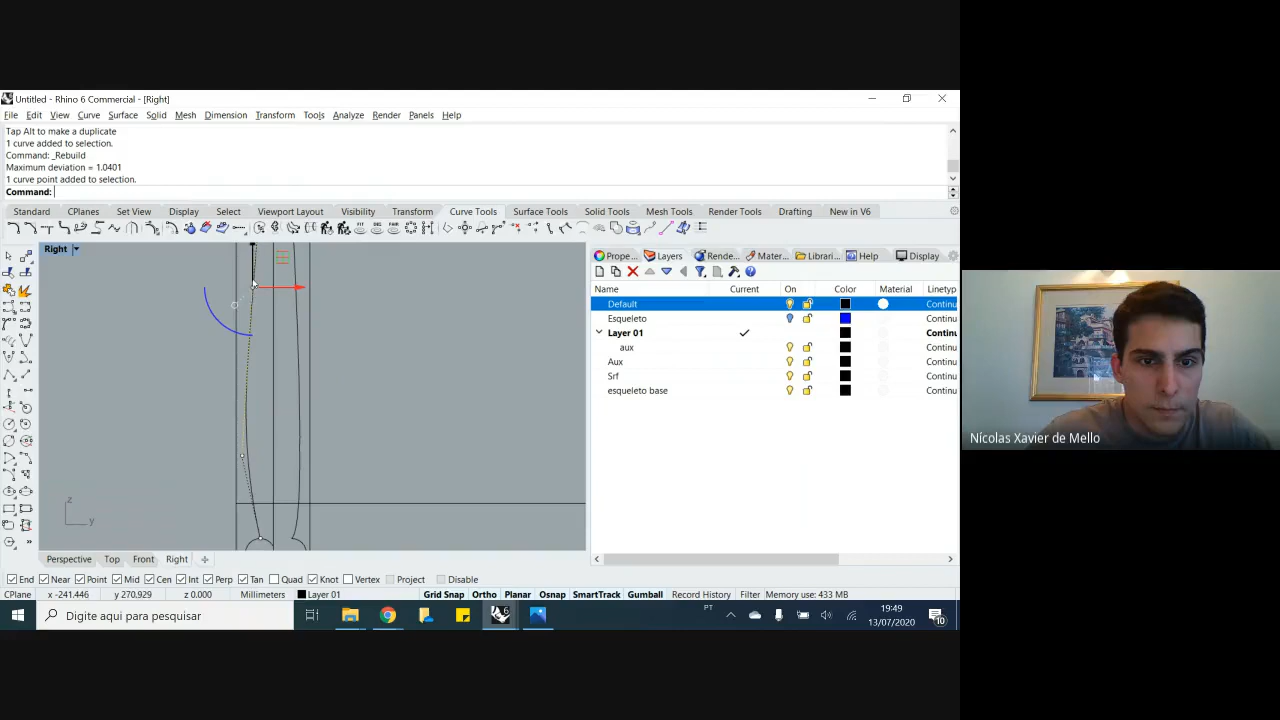 Untitled - Rhino 6 Commercial - [Right]
File Edit View Curve Surface Solid Mesh Dimension Transform Tools Analyze Render Panels Help
Tap Alt to make a duplicate
1 curve added to selection.
Command: _Rebuild
Maximum deviation = 1.0401
1 curve point added to selection.
Command:
Standard CPlanes Set View Display Select Viewport Layout Visibility Transform Curve Tools Surface Tools Solid Tools Mesh Tools Render Tools Drafting New in V6
Right
Prope... Layers Rende... Mater... Librari... Help Display
Name Current On Color Material Linetyp
Default Continu
Esqueleto Continu
Layer 01 Continu
aux Continu
Aux Continu
Srf Continu
esqueleto base Continu
z
y
Perspective Top Front Right
End Near Point Mid Cen Int Perp Tan Quad Knot Vertex Project Disable
CPlane x -241.446 y 270.929 z 0.000 Millimeters Layer 01 Grid Snap Ortho Planar Osnap SmartTrack Gumball Record History Filter Memory use: 433 MB
Digite aqui para pesquisar
6
PT
19:49
13/07/2020
10
Nícolas Xavier de Mello